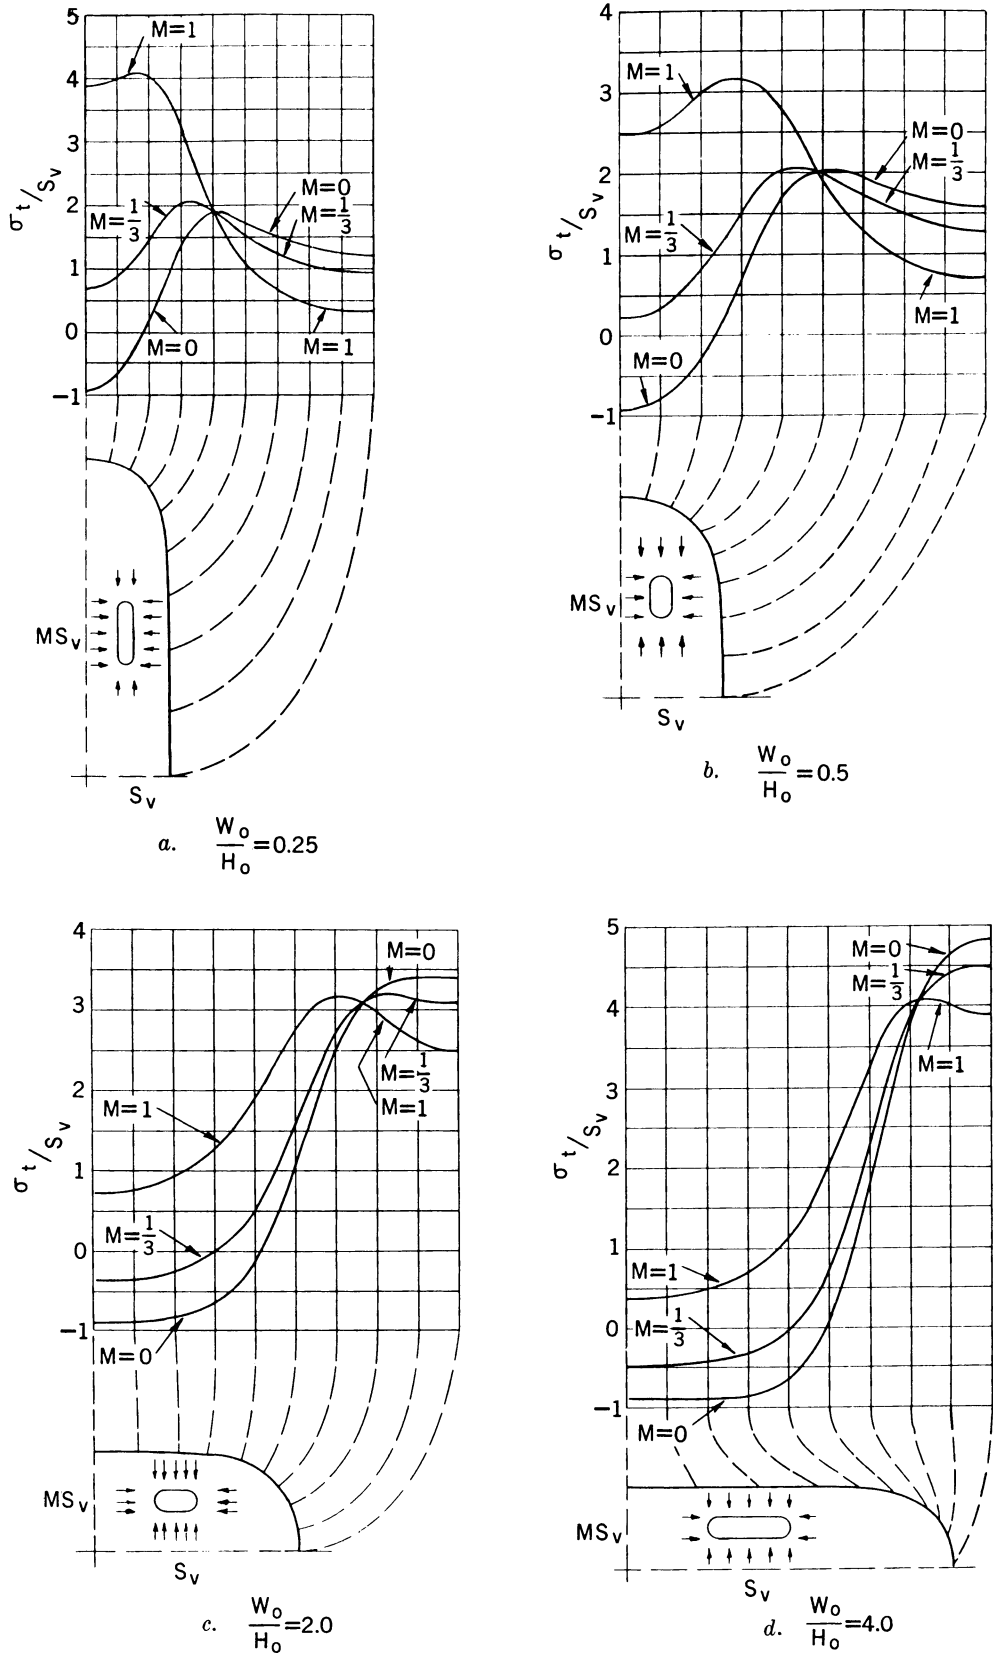 5
M=1
4
3
σt/Sv
M=0
2
M=1/3
M=1/3
1
0
M=0
M=1
−1
MSv
Sv
a. Wo/Ho=0.25
4
M=1
3
M=0
M=1/3
σt/Sv
2
M=1/3
1
M=1
0
M=0
−1
MSv
Sv
b. Wo/Ho=0.5
4
M=0
3
M=1/3
2
M=1
M=1
σt/Sv
1
M=1/3
0
−1
M=0
MSv
Sv
c. Wo/Ho=2.0
5
M=0
M=1/3
4
M=1
3
σt/Sv
2
1
M=1
M=1/3
0
−1
M=0
MSv
Sv
d. Wo/Ho=4.0